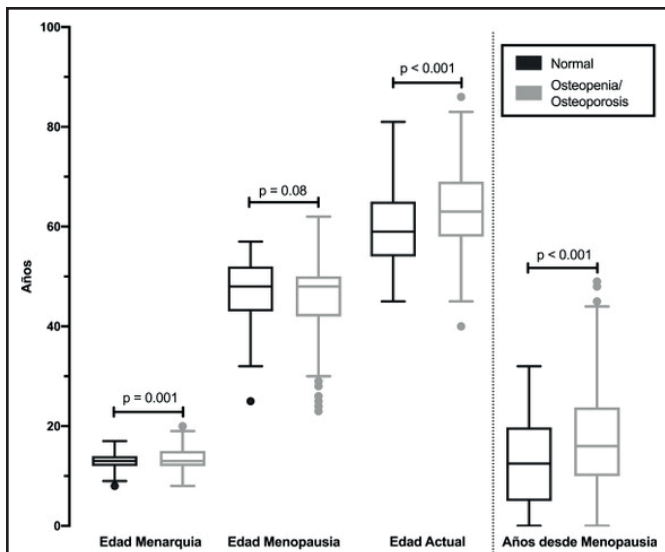 100
80
60
40
20
0
Años
p = 0.001
p = 0.08
p < 0.001
p < 0.001
Normal
Osteopenia/
Osteoporosis
Edad Menarquia
Edad Menopausia
Edad Actual
Años desde Menopausia